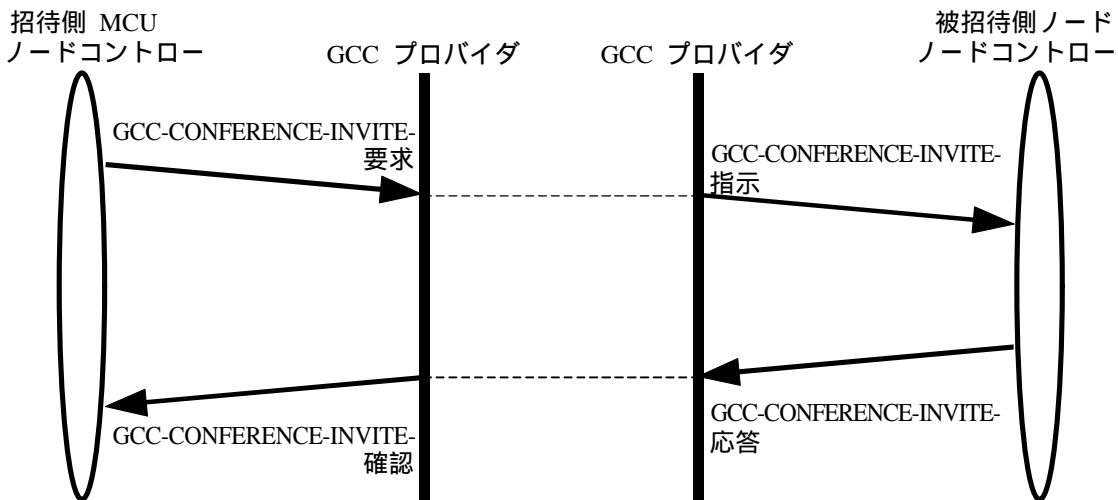 招待側 MCU
ノードコントロー
GCC プロバイダ
GCC プロバイダ
被招待側ノード
ノードコントロー
GCC-CONFERENCE-INVITE-
要求
GCC-CONFERENCE-INVITE-
指示
GCC-CONFERENCE-INVITE-
確認
GCC-CONFERENCE-INVITE-
応答